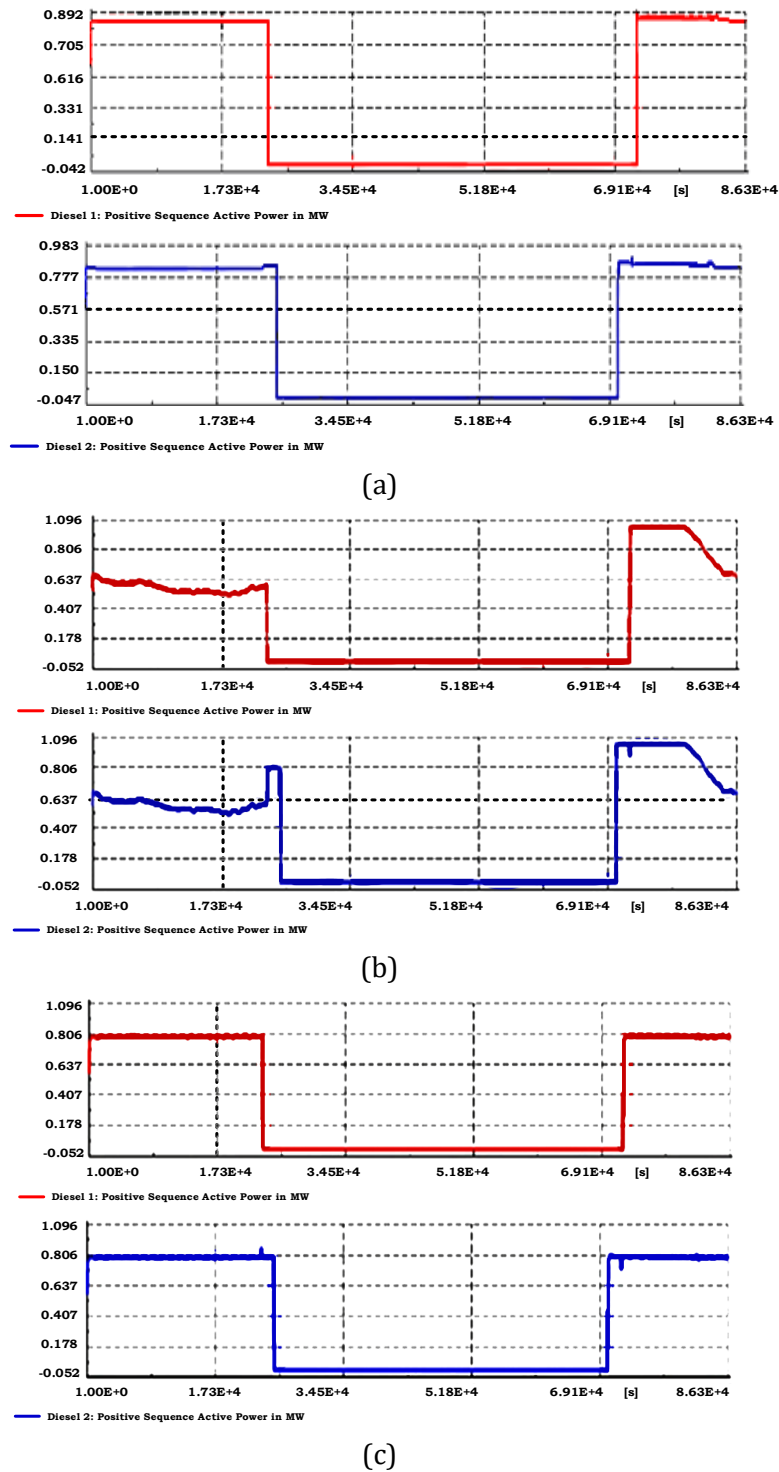 0.892
0.705
0.616
0.331
0.141
-0.042
1.00E+0 1.73E+4 3.45E+4 5.18E+4 6.91E+4 [s] 8.63E+4
Diesel 1: Positive Sequence Active Power in MW
0.983
0.777
0.571
0.335
0.150
-0.047
1.00E+0 1.73E+4 3.45E+4 5.18E+4 6.91E+4 [s] 8.63E+4
Diesel 2: Positive Sequence Active Power in MW
(a)
1.096
0.806
0.637
0.407
0.178
-0.052
1.00E+0 1.73E+4 3.45E+4 5.18E+4 6.91E+4 [s] 8.63E+4
Diesel 1: Positive Sequence Active Power in MW
1.096
0.806
0.637
0.407
0.178
-0.052
1.00E+0 1.73E+4 3.45E+4 5.18E+4 6.91E+4 [s] 8.63E+4
Diesel 2: Positive Sequence Active Power in MW
(b)
1.096
0.806
0.637
0.407
0.178
-0.052
1.00E+0 1.73E+4 3.45E+4 5.18E+4 6.91E+4 [s] 8.63E+4
Diesel 1: Positive Sequence Active Power in MW
1.096
0.806
0.637
0.407
0.178
-0.052
1.00E+0 1.73E+4 3.45E+4 5.18E+4 6.91E+4 [s] 8.63E+4
Diesel 2: Positive Sequence Active Power in MW
(c)